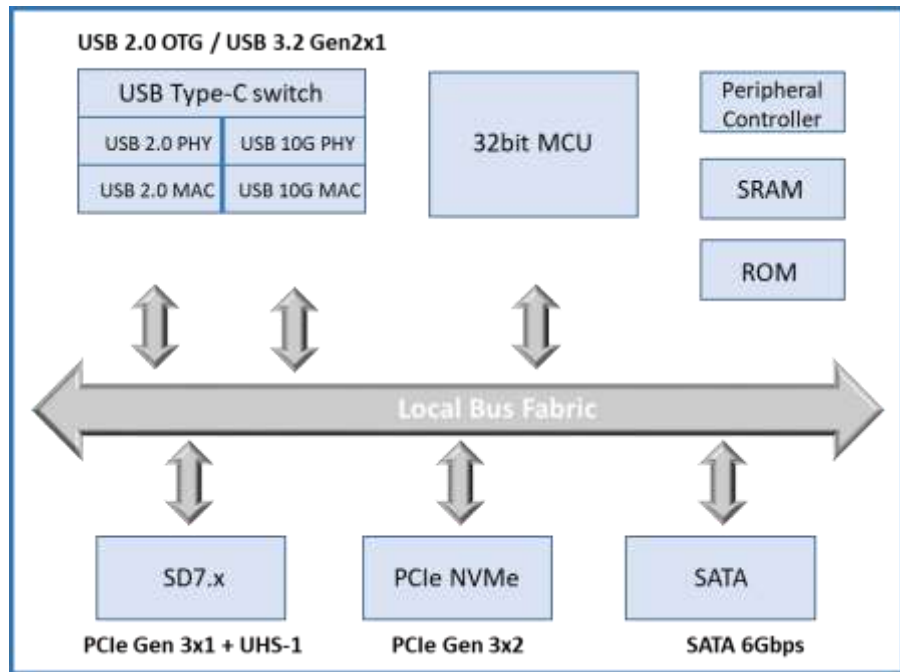 USB 2.0 OTG / USB 3.2 Gen2x1
USB Type-C switch
USB 2.0 PHY
USB 10G PHY
USB 2.0 MAC
USB 10G MAC
32bit MCU
Peripheral
Controller
SRAM
ROM
Local Bus Fabric
SD7.x
PCIe NVMe
SATA
PCIe Gen 3x1 + UHS-1
PCIe Gen 3x2
SATA 6Gbps